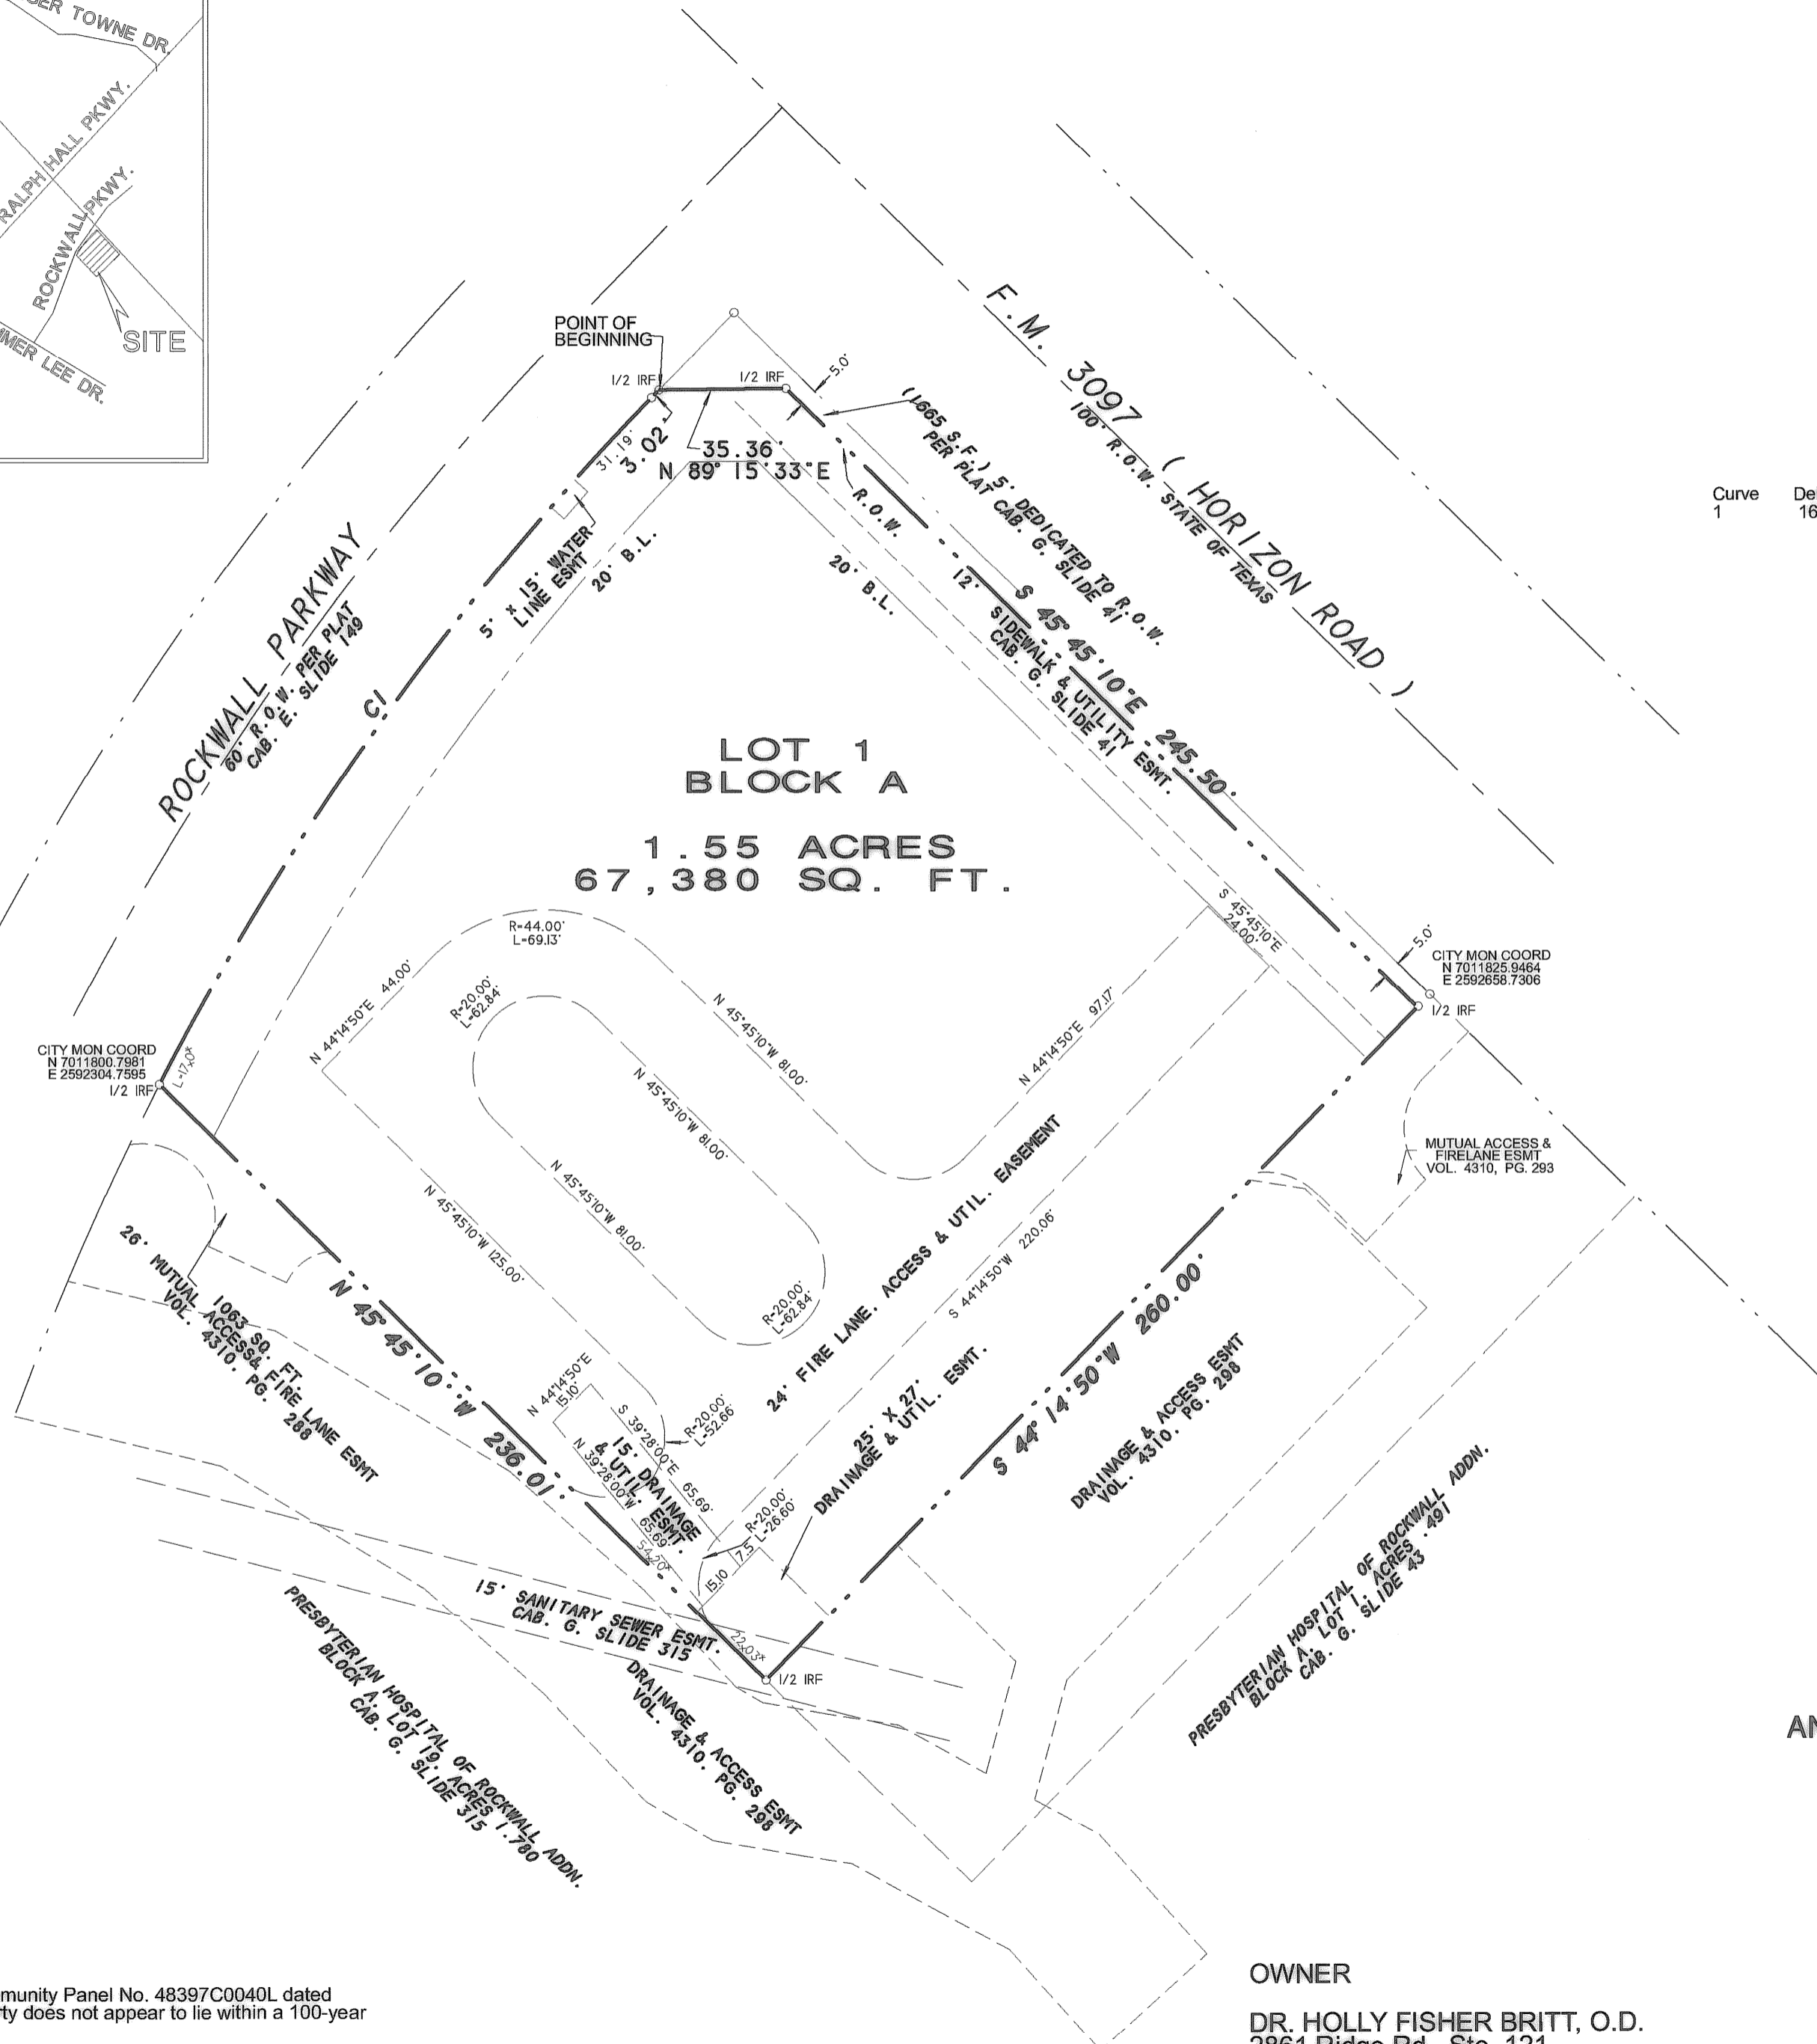 TOWNE DR.
RALPH HALL PKWY.
ROCKWALL PKWY.
SITE
LEE DR.
POINT OF
BEGINNING
1/2 IRF
1/2 IRF
5.0'
31.19'
3.02
35.36'
N 89° 15'33"E
F.M. 3097 ( HORIZON ROAD )
100' R.O.W. STATE OF TEXAS
(1665 S.F.) 5' DEDICATED TO R.O.W.
PER PLAT CAB. G. SLIDE 41
R.O.W.
Curve
1
16
5' x 15' WATER
LINE ESMT
20' B.L.
20' B.L.
12' SIDEWALK & UTILITY ESMT.
CAB. G. SLIDE 41
S 45° 45'10"E 245.50'
ROCKWALL PARKWAY
60' R.O.W. PER PLAT
CAB. E. SLIDE 149
C1
LOT 1
BLOCK A
1.55 ACRES
67,380 SQ. FT.
S 45°45'10"E
24.00'
5.0'
CITY MON COORD
N 7011825.9464
E 2592658.7306
1/2 IRF
R=44.00'
L=69.13'
N 44°14'50"E 44.00'
R=20.00'
L=62.84'
N 45°45'10"W 81.00'
N 44°14'50"E 97.17'
CITY MON COORD
N 7011800.7981
E 2592304.7595
1/2 IRF
N 45°45'10"W 81.00'
N 45°45'10"W 81.00'
N 45°45'10"W 125.00'
R=20.00'
L=62.84'
MUTUAL ACCESS &
FIRELANE ESMT
VOL. 4310, PG. 293
24' FIRE LANE. ACCESS & UTIL. EASEMENT
S 44°14'50"W 220.06'
1063 SQ. FT.
26' MUTUAL ACCESS& FIRE LANE ESMT
VOL. 4310. PG. 288
N 45° 45'10"W 236.01'
S 44° 14'50"W 260.00'
N 44°14'50"E
15.10'
S 39°28'00"E 65.69'
15' DRAINAGE
& UTIL. ESMT.
N 39°28'00"W 65.69'
54.20'
R=20.00'
L=52.66'
25' X 27'
DRAINAGE & UTIL. ESMT.
R=20.00'
L=26.60'
7.5
15.10
DRAINAGE & ACCESS ESMT
VOL. 4310. PG. 298
15' SANITARY SEWER ESMT.
CAB. G. SLIDE 315
1/2 IRF
PRESBYTERIAN HOSPITAL OF ROCKWALL ADDN.
BLOCK A. LOT 1. ACRES .491
CAB. G. SLIDE 43
PRESBYTERIAN HOSPITAL OF ROCKWALL ADDN.
BLOCK A. LOT 19. ACRES 1.780
CAB. G. SLIDE 315
DRAINAGE & ACCESS ESMT
VOL. 4310. PG. 298
munity Panel No. 48397C0040L dated
ty does not appear to lie within a 100-year
OWNER
DR. HOLLY FISHER BRITT, O.D.